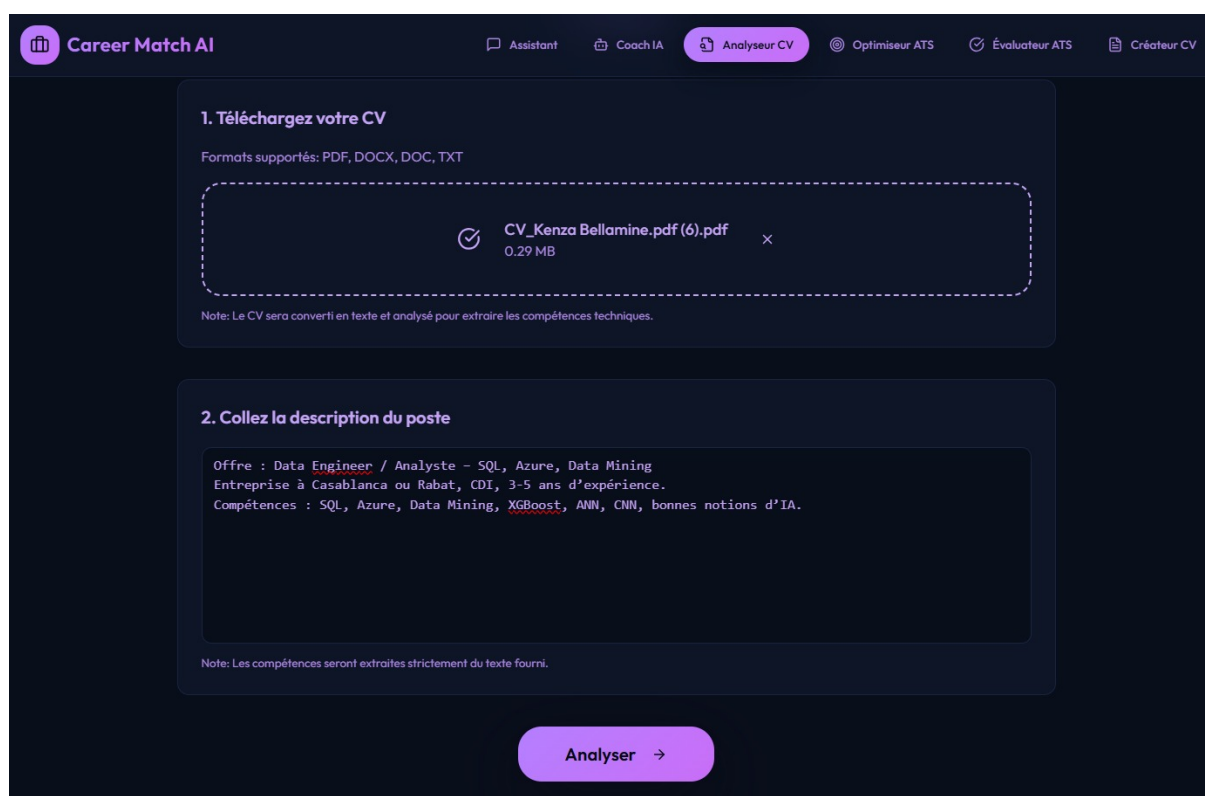 Career Match AI
Assistant
Coach IA
Analyseur CV
Optimiseur ATS
Évaluateur ATS
Créateur CV
1. Téléchargez votre CV
Formats supportés: PDF, DOCX, DOC, TXT
CV_Kenza Bellamine.pdf (6).pdf
0.29 MB
Note: Le CV sera converti en texte et analysé pour extraire les compétences techniques.
2. Collez la description du poste
Offre : Data Engineer / Analyste – SQL, Azure, Data Mining
Entreprise à Casablanca ou Rabat, CDI, 3-5 ans d’expérience.
Compétences : SQL, Azure, Data Mining, XGBoost, ANN, CNN, bonnes notions d’IA.
Note: Les compétences seront extraites strictement du texte fourni.
Analyser →